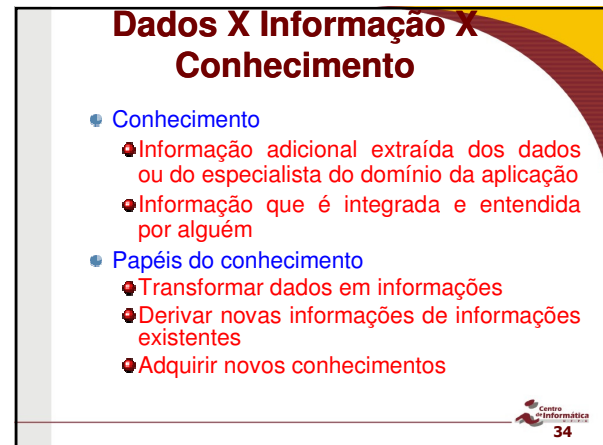 Dados X Informação X
Conhecimento
Conhecimento
Informação adicional extraída dos dados
ou do especialista do domínio da aplicação
Informação que é integrada e entendida
por alguém
Papéis do conhecimento
Transformar dados em informações
Derivar novas informações de informações
existentes
Adquirir novos conhecimentos
Centro
de Informática
34